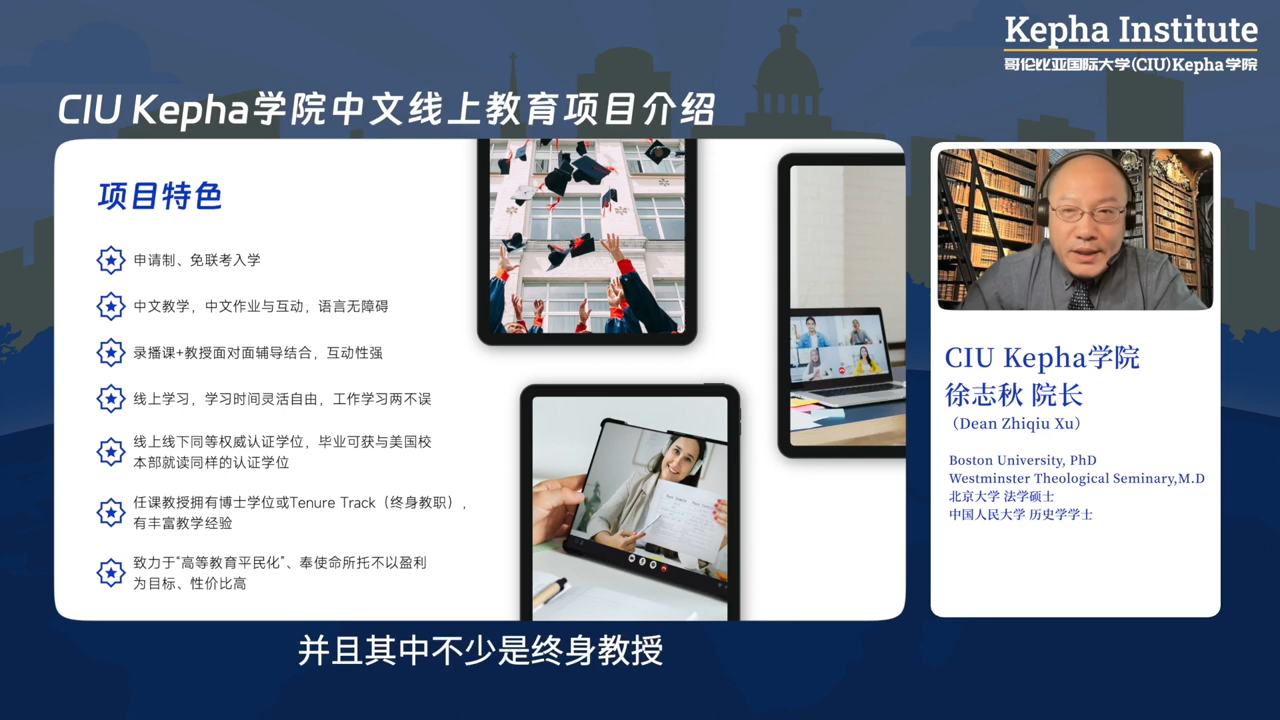 Kepha Institute
哥伦比亚国际大学(CIU)Kepha学院
CIU Kepha学院中文线上教育项目介绍
项目特色
申请制、免联考入学
中文教学，中文作业与互动，语言无障碍
录播课+教授面对面辅导结合，互动性强
线上学习，学习时间灵活自由，工作学习两不误
线上线下同等权威认证学位，毕业可获与美国校
本部就读同样的认证学位
任课教授拥有博士学位或Tenure Track（终身教职），
有丰富教学经验
致力于“高等教育平民化”、奉使命所托不以盈利
为目标、性价比高
CIU Kepha学院
徐志秋 院长
（Dean Zhiqiu Xu）
Boston University, PhD
Westminster Theological Seminary,M.D
北京大学 法学硕士
中国人民大学 历史学学士
并且其中不少是终身教授